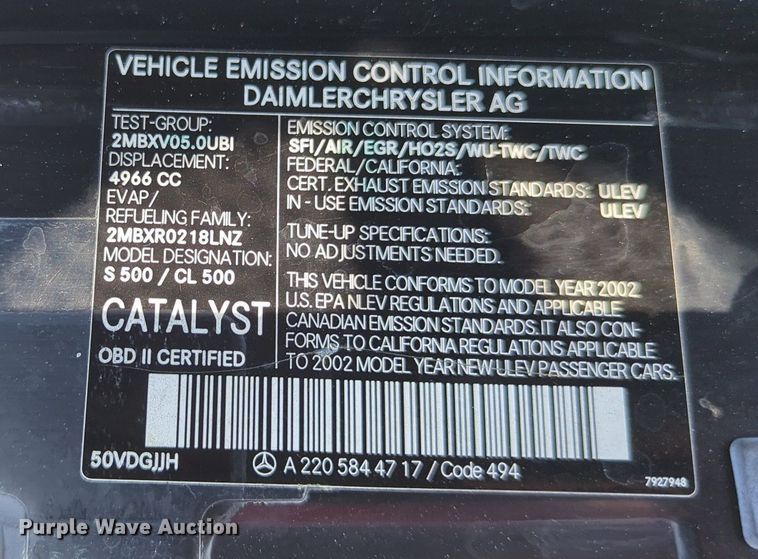 VEHICLE EMISSION CONTROL INFORMATION
DAIMLERCHRYSLER AG
TEST-GROUP:
2MBXV05.0UBI
DISPLACEMENT:
4966 CC
EVAP/
REFUELING FAMILY:
2MBXR0218LNZ
MODEL DESIGNATION:
S 500 / CL 500
CATALYST
OBD II CERTIFIED
EMISSION CONTROL SYSTEM:
SFI/AIR/EGR/HO2S/WU-TWC/TWC
FEDERAL/CALIFORNIA:
CERT. EXHAUST EMISSION STANDARDS: ULEV
IN - USE EMISSION STANDARDS: ULEV
TUNE-UP SPECIFICATIONS:
NO ADJUSTMENTS NEEDED.
THIS VEHICLE CONFORMS TO MODEL YEAR 2002
U.S. EPA NLEV REGULATIONS AND APPLICABLE
CANADIAN EMISSION STANDARDS. IT ALSO CON-
FORMS TO CALIFORNIA REGULATIONS APPLICABLE
TO 2002 MODEL YEAR NEW ULEV PASSENGER CARS.
50VDGJJH
A 220 584 47 17 / Code 494
7927948
Purple Wave Auction